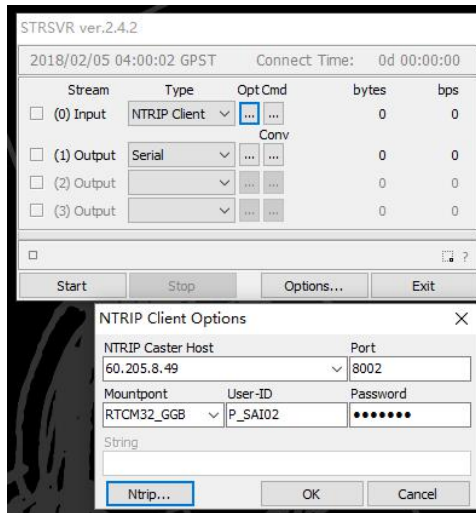 STRSVR ver.2.4.2
2018/02/05 04:00:02 GPST Connect Time: 0d 00:00:00
Stream Type Opt Cmd bytes bps
(0) Input NTRIP Client ... ... 0 0
Conv
(1) Output Serial ... ... 0 0
(2) Output ... ... 0 0
(3) Output ... ... 0 0
?
Start Stop Options... Exit
NTRIP Client Options
NTRIP Caster Host Port
60.205.8.49 8002
Mountpont User-ID Password
RTCM32_GGB P_SAI02 •••••••
String
Ntrip... OK Cancel